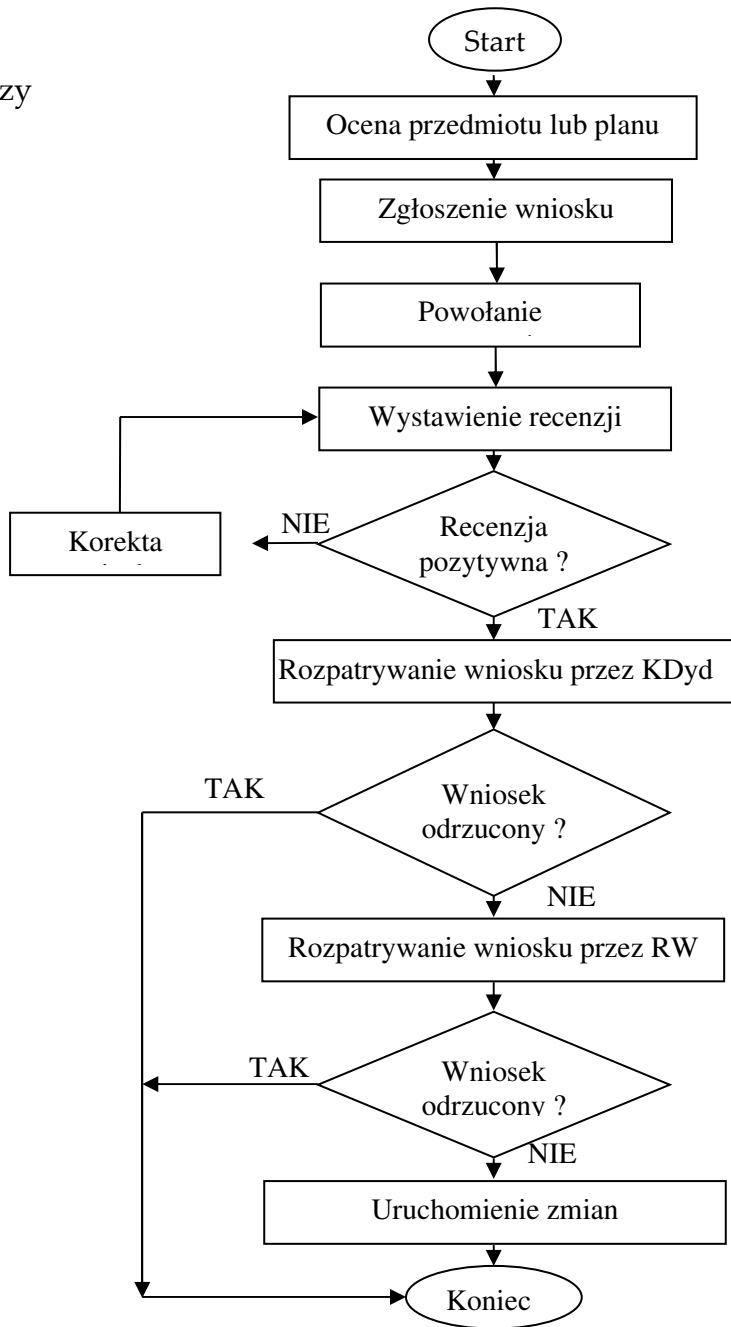 Start
zy
Ocena przedmiotu lub planu
Zgłoszenie wniosku
Powołanie
Wystawienie recenzji
NIE
Recenzja
pozytywna ?
Korekta
TAK
Rozpatrywanie wniosku przez KDyd
TAK
Wniosek
odrzucony ?
NIE
Rozpatrywanie wniosku przez RW
TAK
Wniosek
odrzucony ?
NIE
Uruchomienie zmian
Koniec